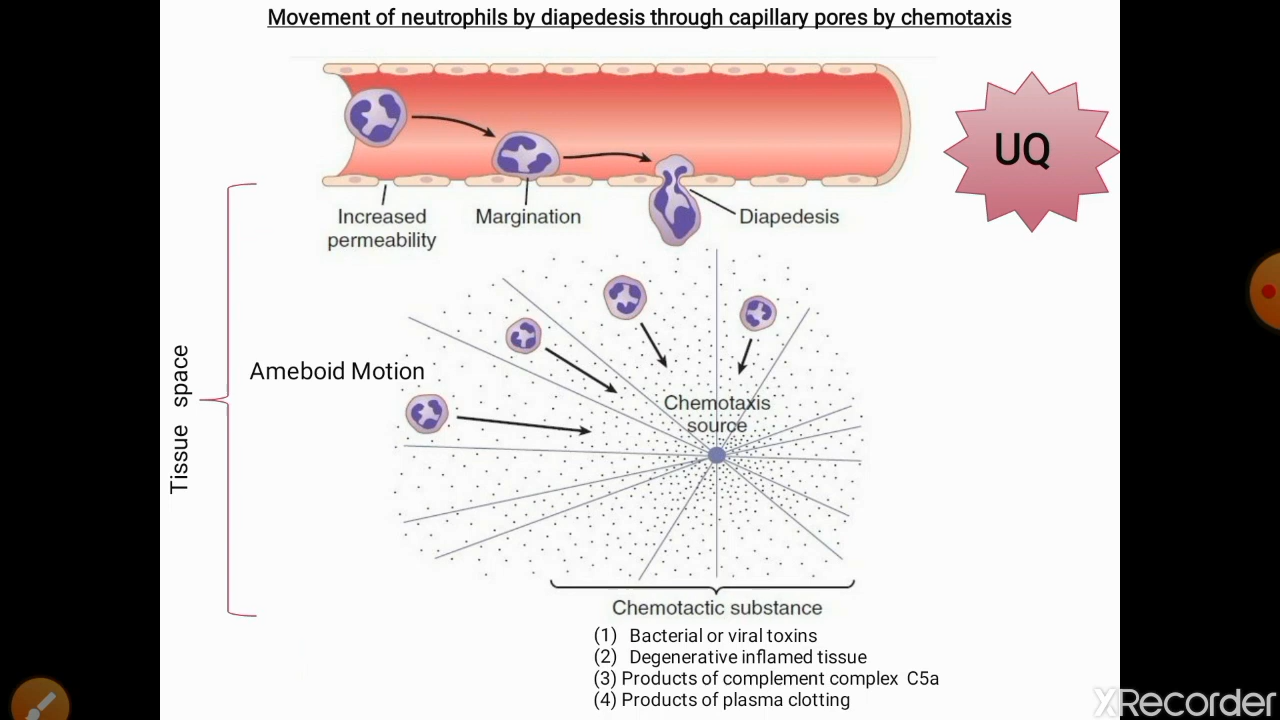 Movement of neutrophils by diapedesis through capillary pores by chemotaxis
UQ
Increased
permeability
Margination
Diapedesis
Tissue space
Ameboid Motion
Chemotaxis
source
Chemotactic substance
(1) Bacterial or viral toxins
(2) Degenerative inflamed tissue
(3) Products of complement complex C5a
(4) Products of plasma clotting
XRecorder